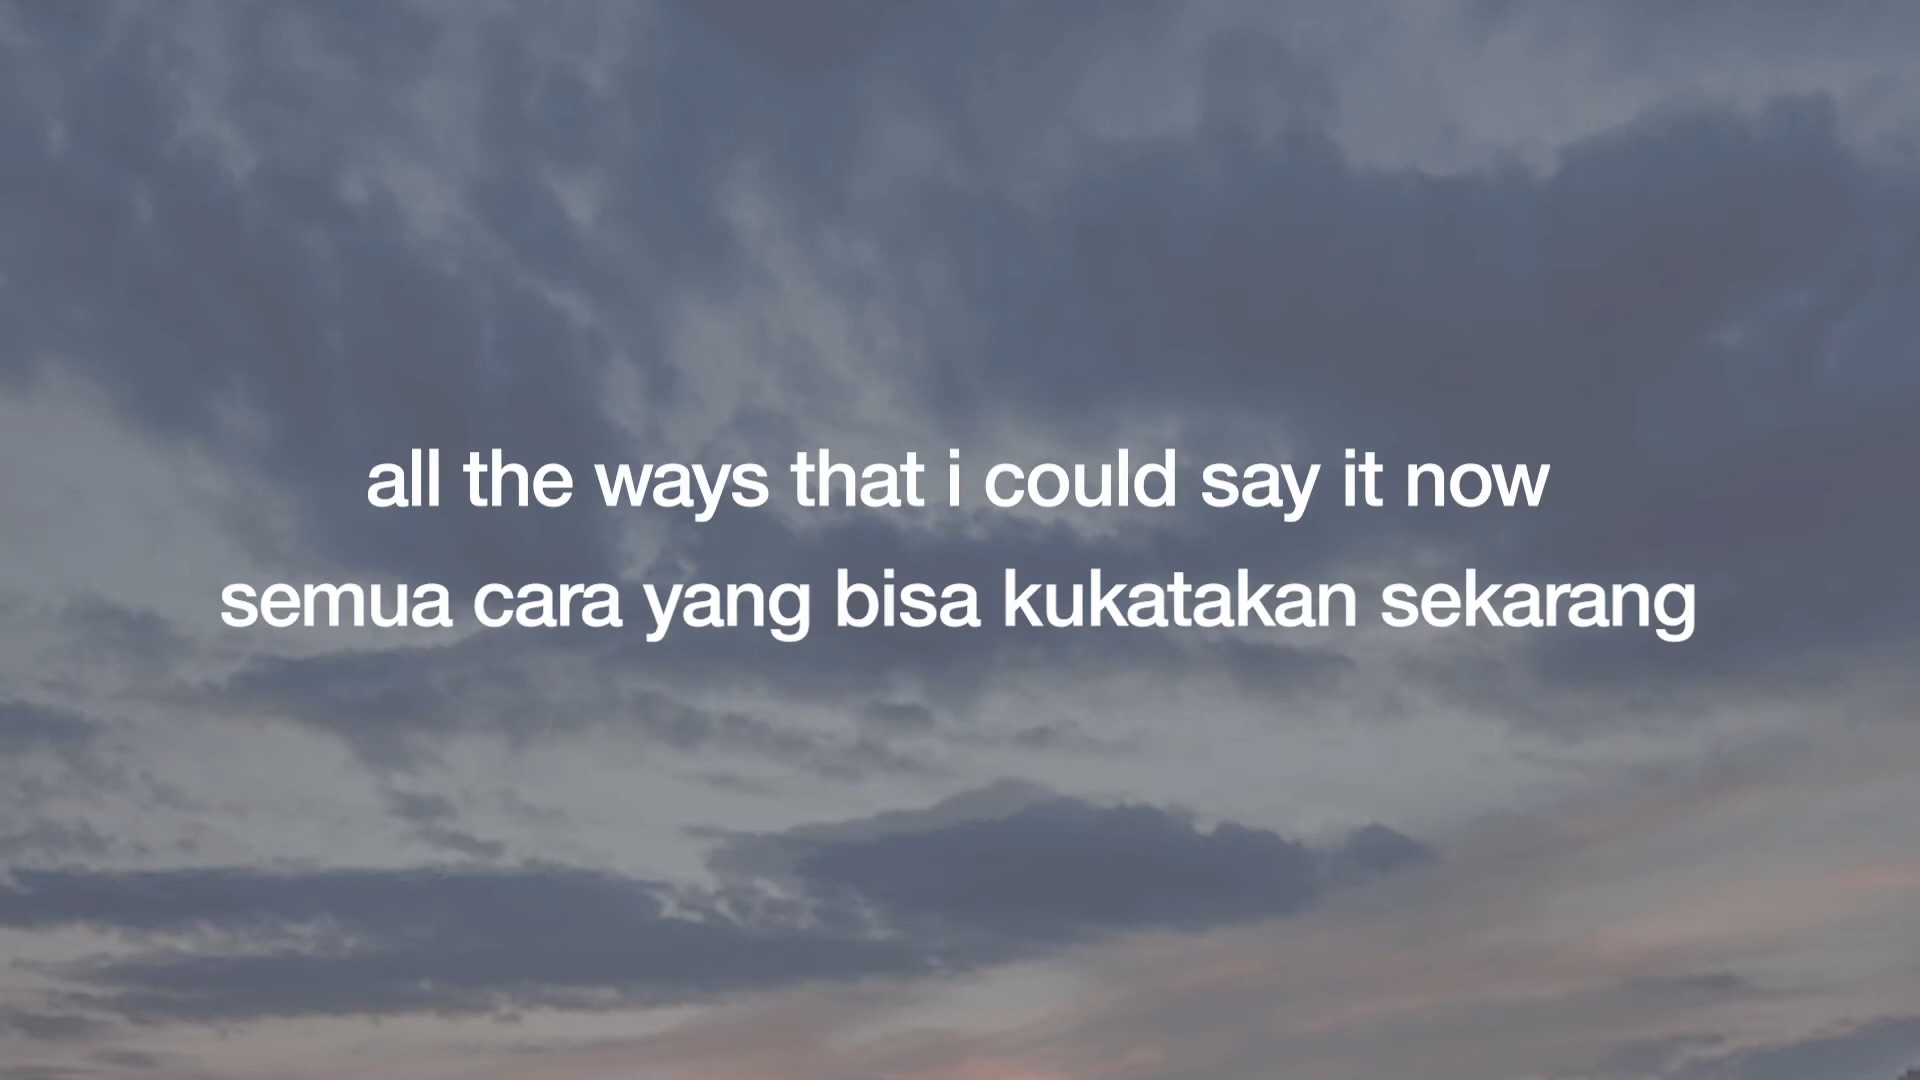 all the ways that i could say it now
semua cara yang bisa kukatakan sekarang